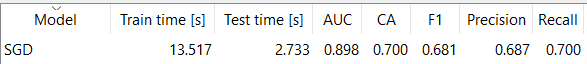 Model Train time [s] Test time [s] AUC CA F1 Precision Recall
SGD 13.517 2.733 0.898 0.700 0.681 0.687 0.700